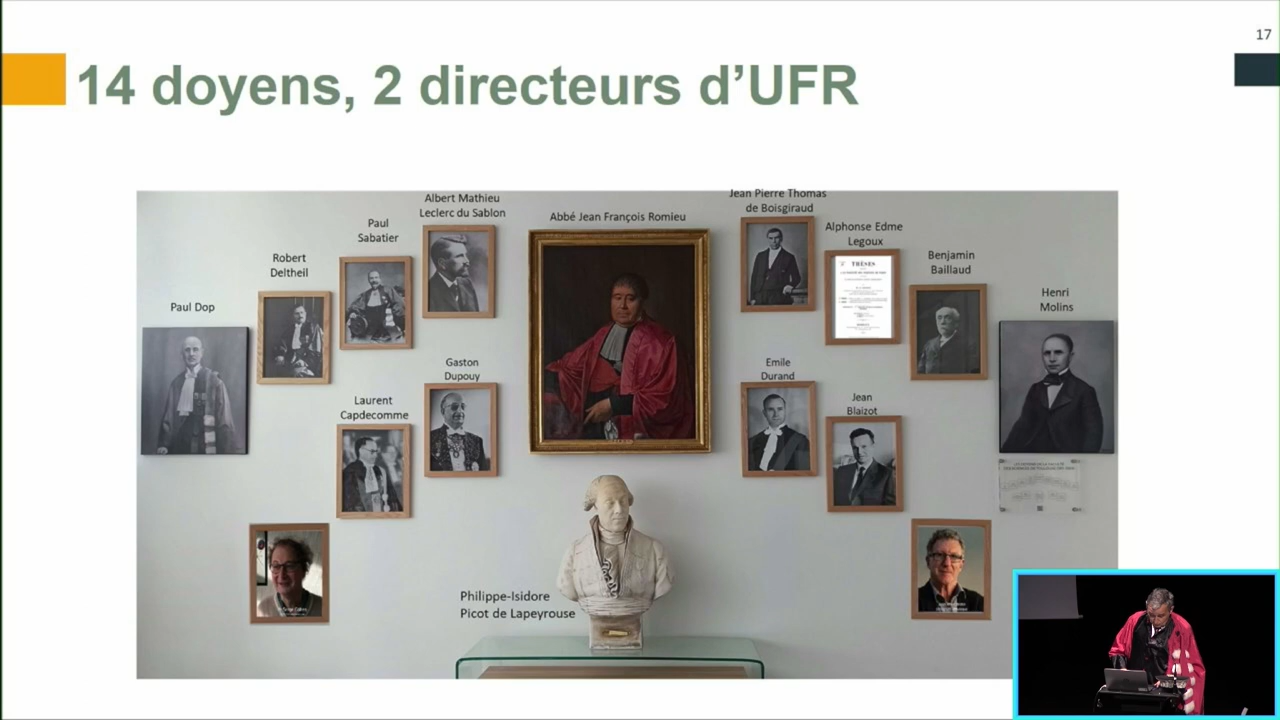 17
14 doyens, 2 directeurs d’UFR
Albert Mathieu
Leclerc du Sablon
Abbé Jean François Romieu
Jean Pierre Thomas
de Boisgiraud
Paul
Sabatier
Alphonse Edme
Legoux
Robert
Deltheil
Benjamin
Baillaud
Paul Dop
Henri
Molins
Gaston
Dupouy
Emile
Durand
Laurent
Capdecomme
Jean
Blaizot
THÈSES
Philippe-Isidore
Picot de Lapeyrouse